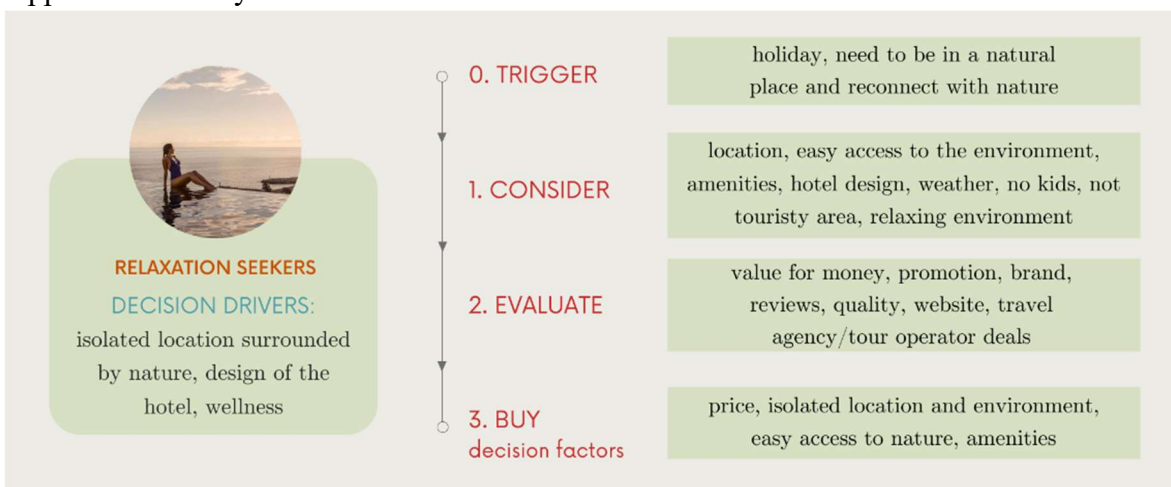 RELAXATION SEEKERS
DECISION DRIVERS:
isolated location surrounded
by nature, design of the
hotel, wellness
0. TRIGGER
holiday, need to be in a natural
place and reconnect with nature
1. CONSIDER
location, easy access to the environment,
amenities, hotel design, weather, no kids, not
touristy area, relaxing environment
2. EVALUATE
value for money, promotion, brand,
reviews, quality, website, travel
agency/tour operator deals
3. BUY
decision factors
price, isolated location and environment,
easy access to nature, amenities